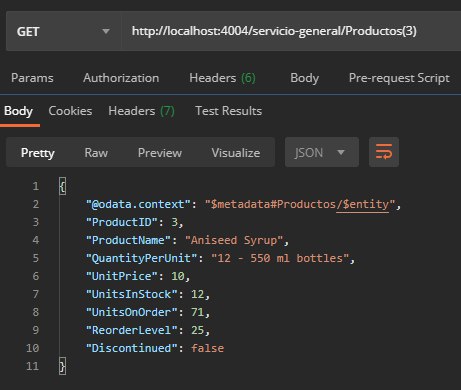 GET http://localhost:4004/servicio-general/Productos(3)
Params Authorization Headers (6) Body Pre-request Script
Body Cookies Headers (7) Test Results
Pretty Raw Preview Visualize JSON
1 {
2 "@odata.context": "$metadata#Productos/$entity",
3 "ProductID": 3,
4 "ProductName": "Aniseed Syrup",
5 "QuantityPerUnit": "12 - 550 ml bottles",
6 "UnitPrice": 10,
7 "UnitsInStock": 12,
8 "UnitsOnOrder": 71,
9 "ReorderLevel": 25,
10 "Discontinued": false
11 }